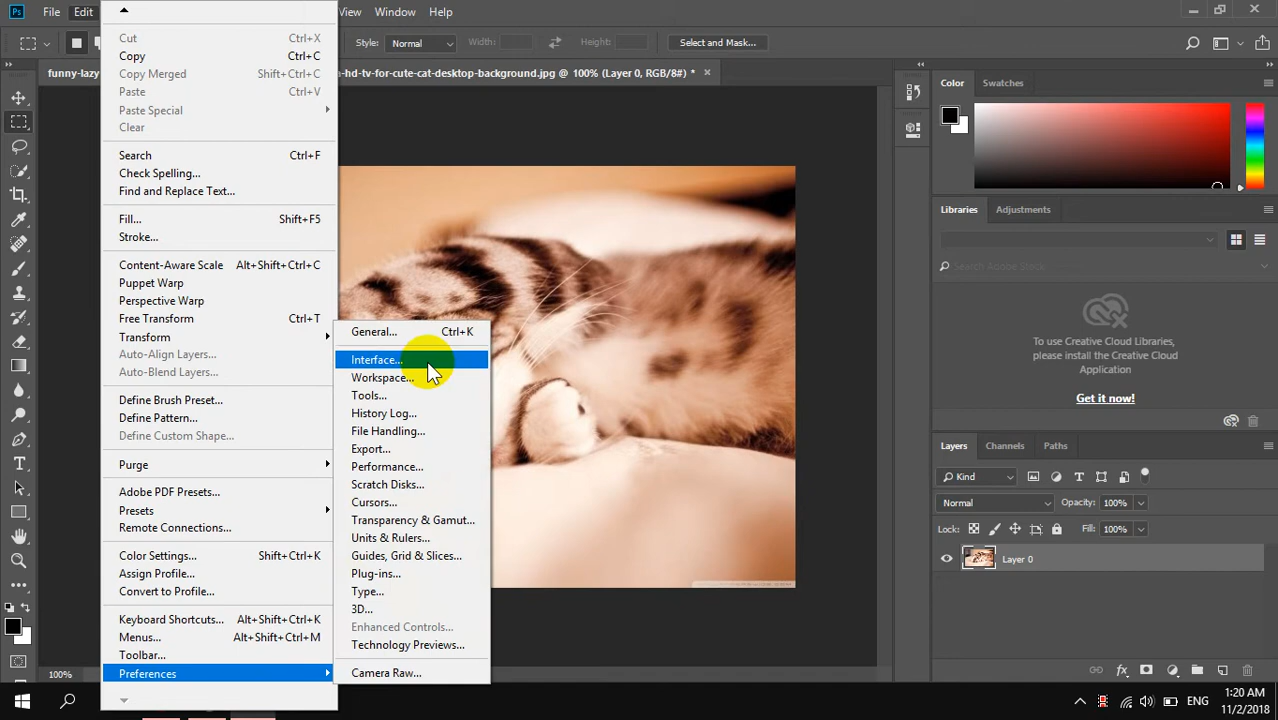 Ps File Edit View Window Help
Style: Normal Width: Height: Select and Mask...
funny-lazy
a-hd-tv-for-cute-cat-desktop-background.jpg @ 100% (Layer 0, RGB/8#) * ×
Cut Ctrl+X
Copy Ctrl+C
Copy Merged Shift+Ctrl+C
Paste Ctrl+V
Paste Special
Clear
Search Ctrl+F
Check Spelling...
Find and Replace Text...
Fill... Shift+F5
Stroke...
Content-Aware Scale Alt+Shift+Ctrl+C
Puppet Warp
Perspective Warp
Free Transform Ctrl+T
Transform
Auto-Align Layers...
Auto-Blend Layers...
Define Brush Preset...
Define Pattern...
Define Custom Shape...
Purge
Adobe PDF Presets...
Presets
Remote Connections...
Color Settings... Shift+Ctrl+K
Assign Profile...
Convert to Profile...
Keyboard Shortcuts... Alt+Shift+Ctrl+K
Menus... Alt+Shift+Ctrl+M
Toolbar...
Preferences
General... Ctrl+K
Interface...
Workspace...
Tools...
History Log...
File Handling...
Export...
Performance...
Scratch Disks...
Cursors...
Transparency & Gamut...
Units & Rulers...
Guides, Grid & Slices...
Plug-ins...
Type...
3D...
Enhanced Controls...
Technology Previews...
Camera Raw...
Color Swatches
Libraries Adjustments
Search Adobe Stock
To use Creative Cloud Libraries,
please install the Creative Cloud
Application
Get it now!
Layers Channels Paths
Kind
Normal Opacity: 100%
Lock: Fill: 100%
Layer 0
100%
ENG
1:20 AM
11/2/2018